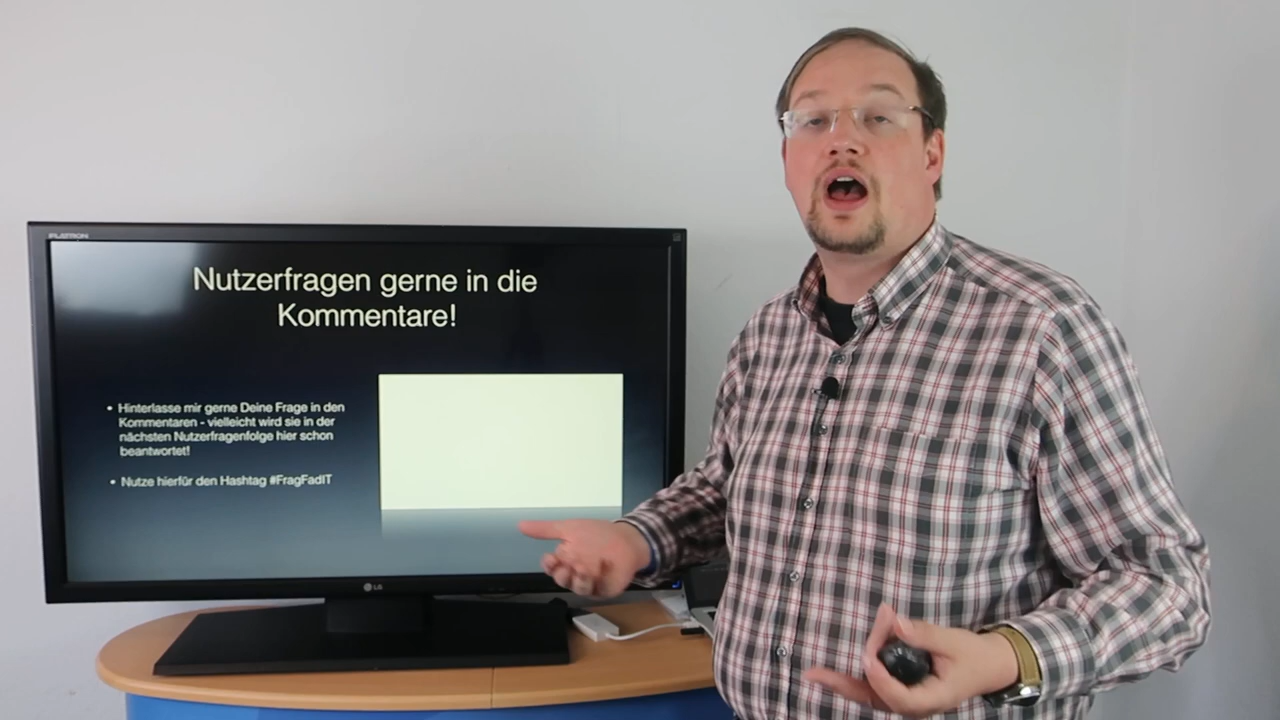 FLATRON
Nutzerfragen gerne in die
Kommentare!
• Hinterlasse mir gerne Deine Frage in den
Kommentaren - vielleicht wird sie in der
nächsten Nutzerfragenfolge hier schon
beantwortet!
• Nutze hierfür den Hashtag #FragFadIT
LG